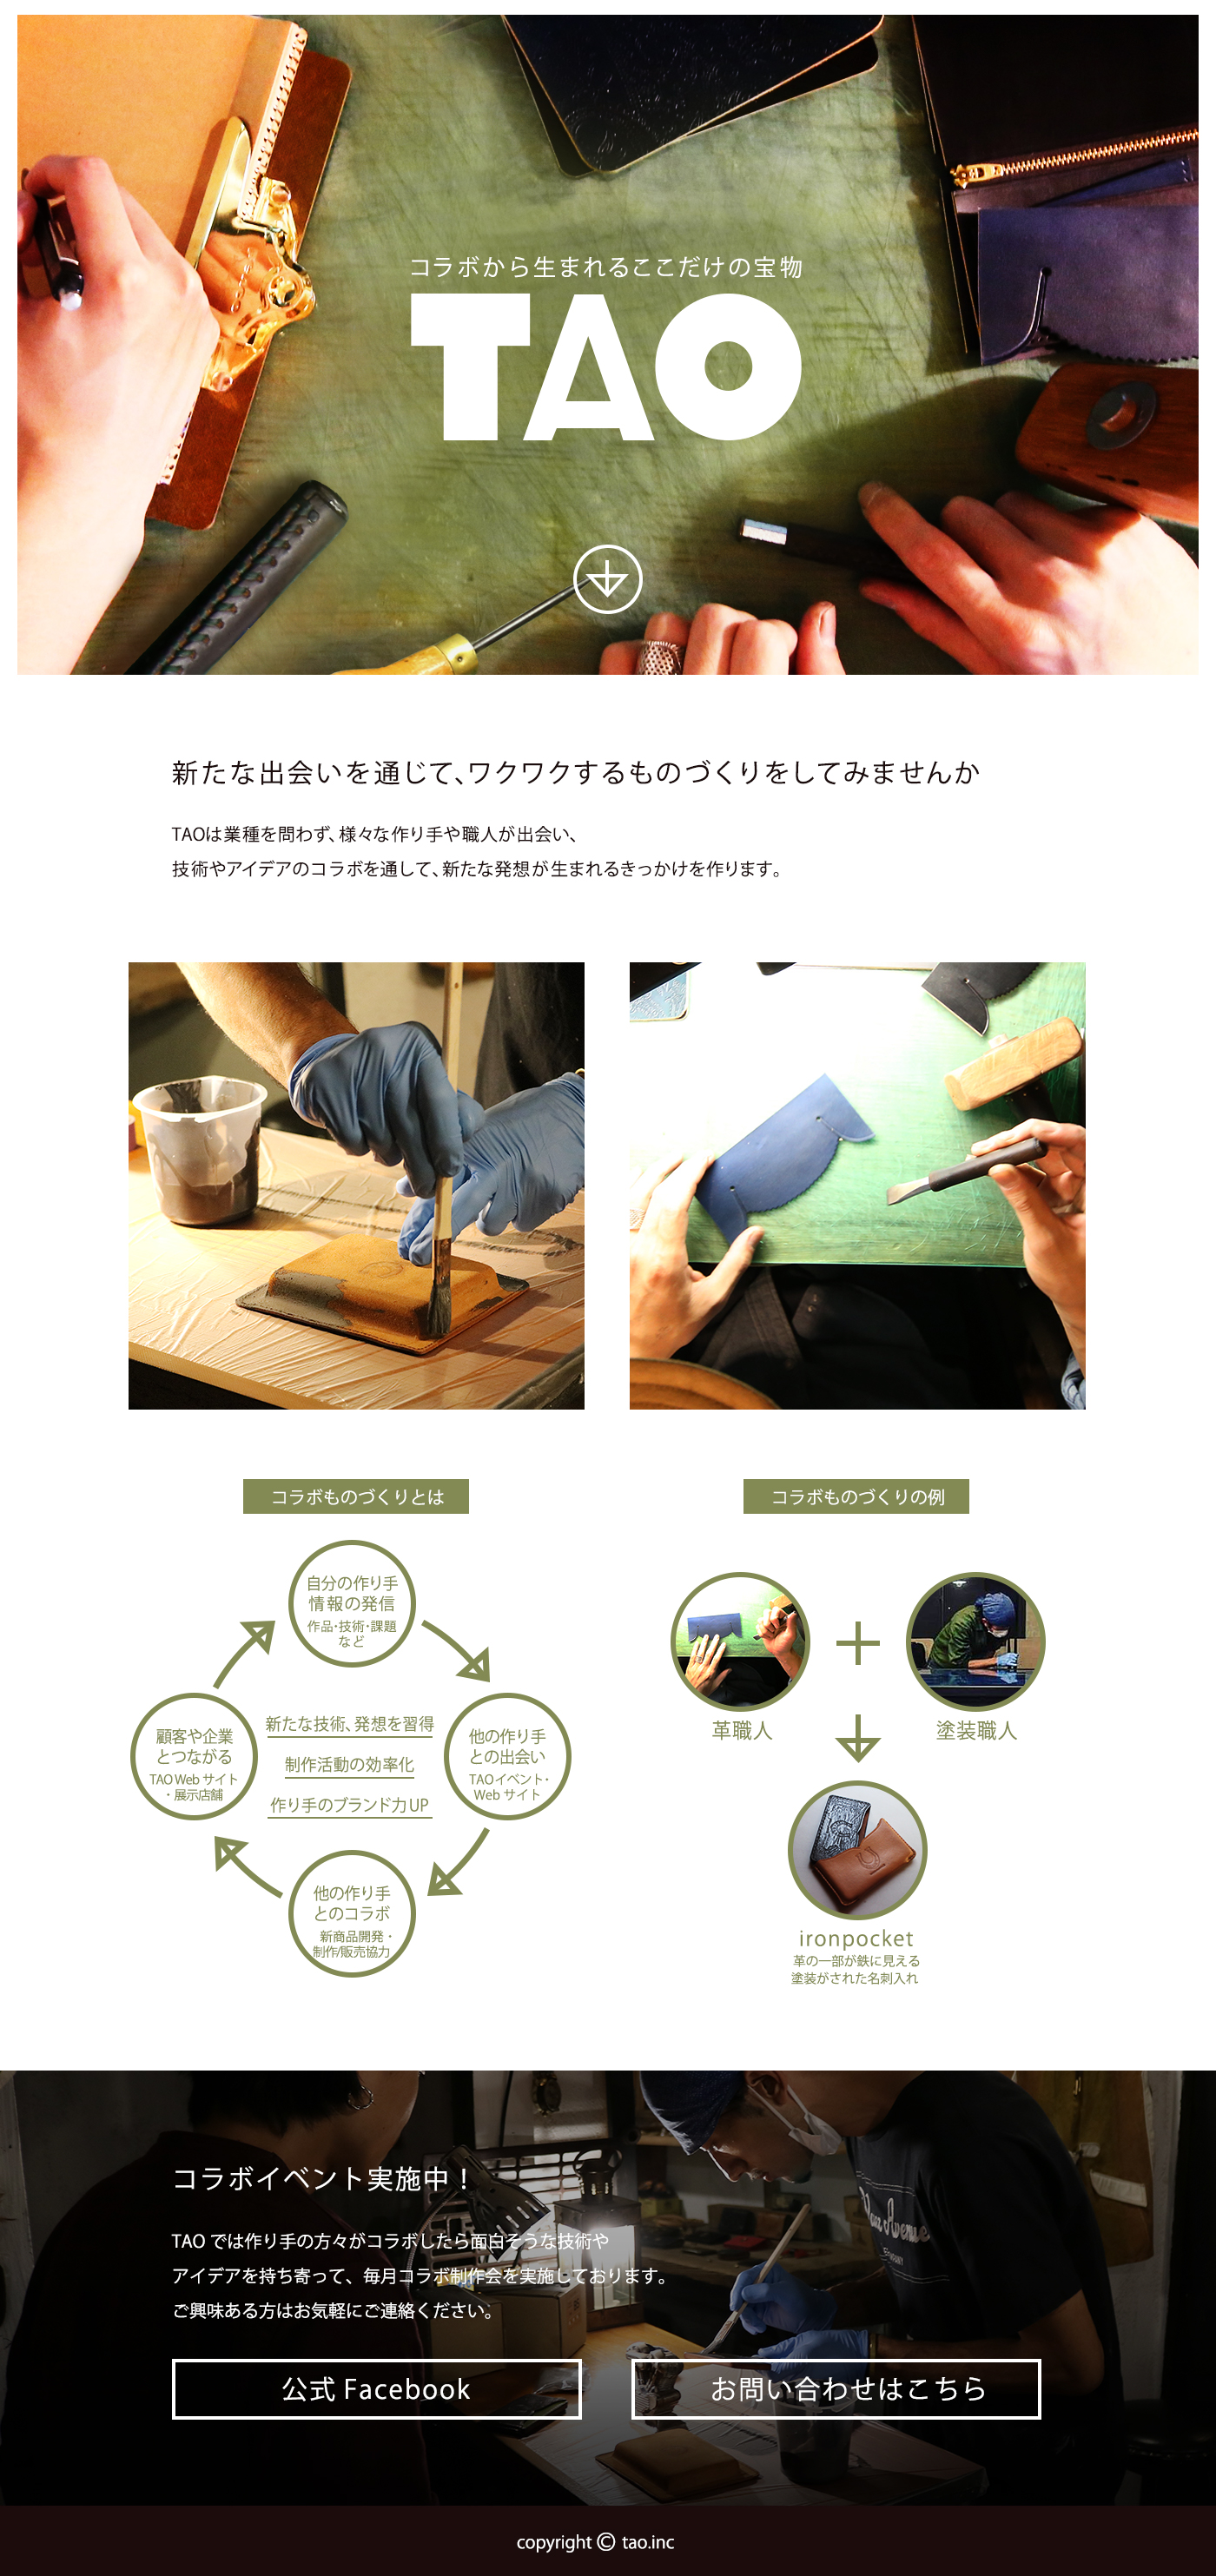 コラボから生まれるここだけの宝物
TAO
新たな出会いを通じて、ワクワクするものづくりをしてみませんか
TAOは業種を問わず、様々な作り手や職人が出会い、
技術やアイデアのコラボを通して、新たな発想が生まれるきっかけを作ります。
コラボものづくりとは
自分の作り手
情報の発信
作品・技術・課題
など
顧客や企業
とつながる
TAO Web サイト
・展示店舗
新たな技術、発想を習得
制作活動の効率化
作り手のブランド力UP
他の作り手
との出会い
TAOイベント・
Web サイト
他の作り手
とのコラボ
新商品開発・
制作/販売協力
コラボものづくりの例
革職人
塗装職人
ironpocket
革の一部が鉄に見える
塗装がされた名刺入れ
コラボイベント実施中！
TAO では作り手の方々がコラボしたら面白そうな技術や
アイデアを持ち寄って、毎月コラボ制作会を実施しております。
ご興味ある方はお気軽にご連絡ください。
公式 Facebook
お問い合わせはこちら
copyright © tao.inc